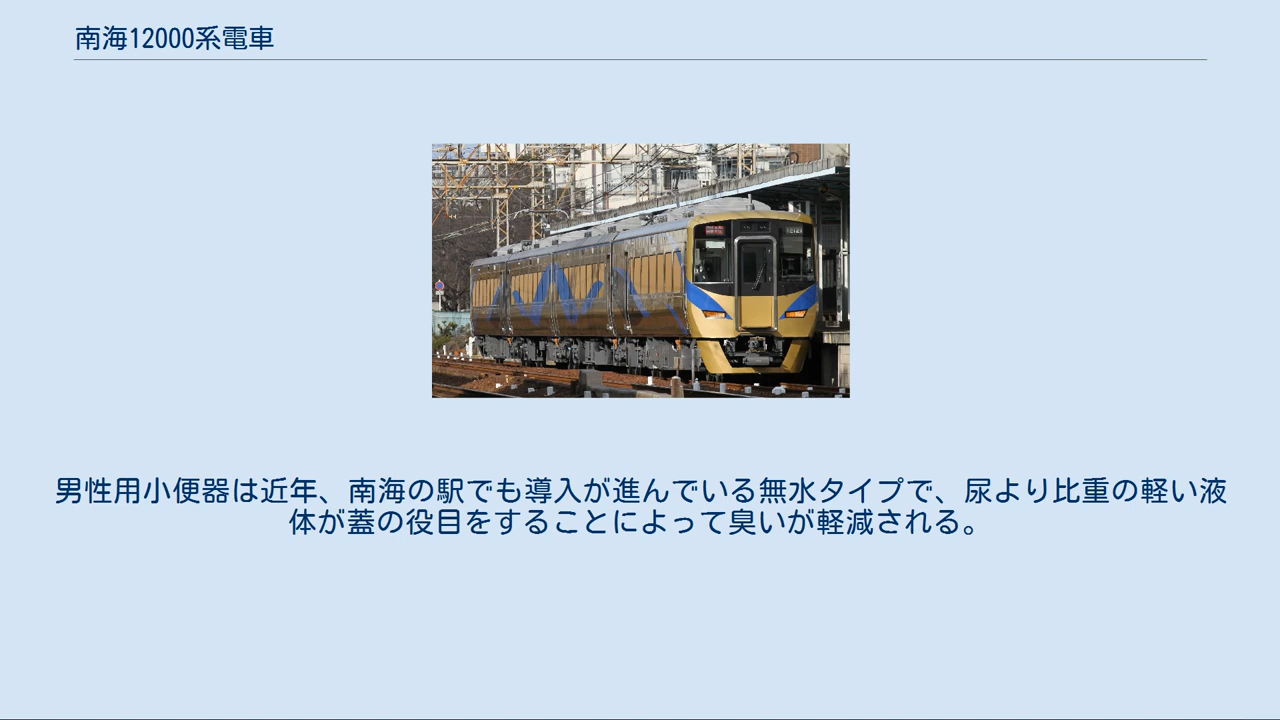 南海12000系電車
男性用小便器は近年、南海の駅でも導入が進んでいる無水タイプで、尿より比重の軽い液
体が蓋の役目をすることによって臭いが軽減される。